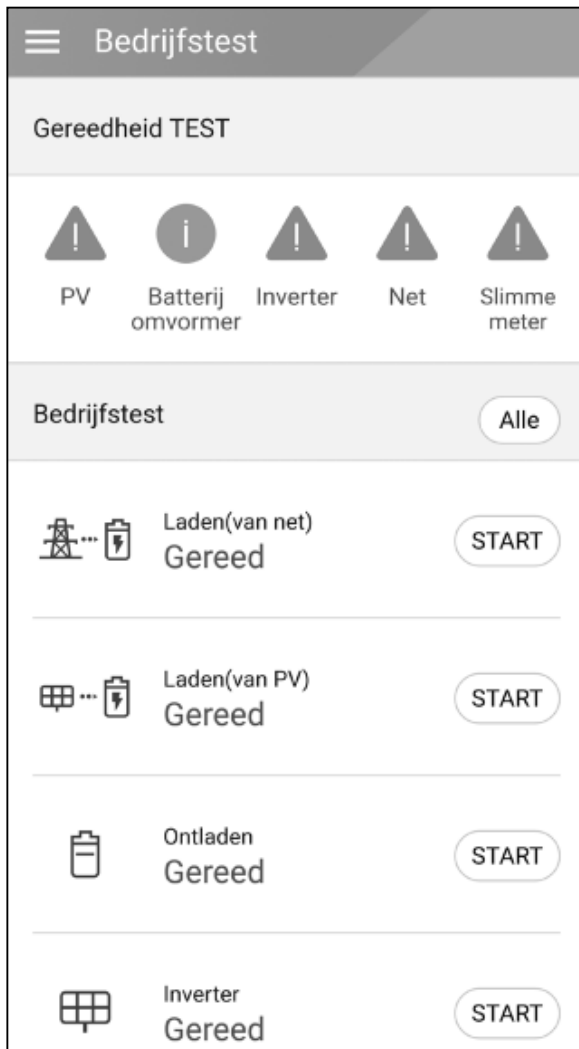 Bedrijfstest
Gereedheid TEST
PV
Batterij
omvormer
Inverter
Net
Slimme
meter
Bedrijfstest
Alle
Laden(van net)
Gereed
START
Laden(van PV)
Gereed
START
Ontladen
Gereed
START
Inverter
Gereed
START